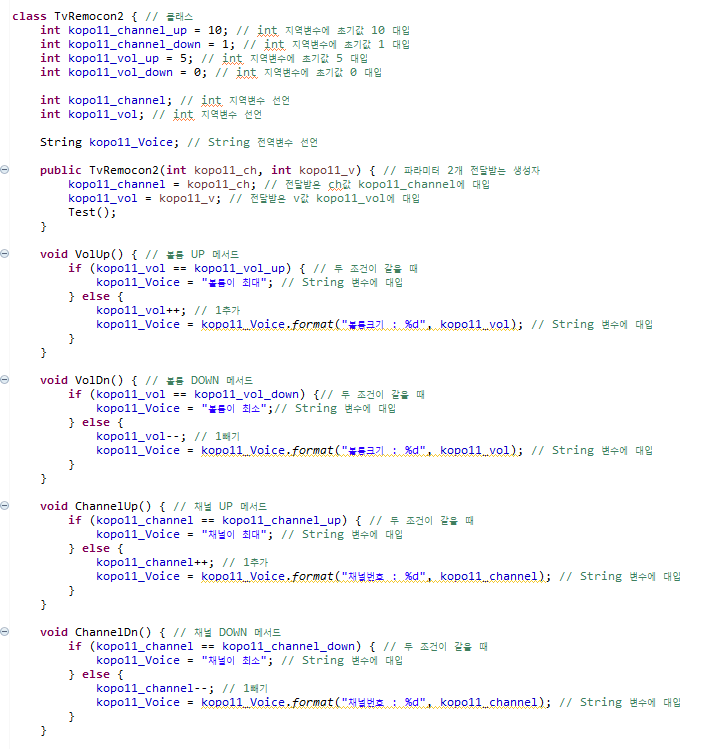 class TvRemocon2 { // 클래스
int kopo11_channel_up = 10; // int 지역변수에 초기값 10 대입
int kopo11_channel_down = 1; // int 지역변수에 초기값 1 대입
int kopo11_vol_up = 5; // int 지역변수에 초기값 5 대입
int kopo11_vol_down = 0; // int 지역변수에 초기값 0 대입
int kopo11_channel; // int 지역변수 선언
int kopo11_vol; // int 지역변수 선언
String kopo11_Voice; // String 전역변수 선언
public TvRemocon2(int kopo11_ch, int kopo11_v) { // 파라미터 2개 전달받는 생성자
kopo11_channel = kopo11_ch; // 전달받은 ch값 kopo11_channel에 대입
kopo11_vol = kopo11_v; // 전달받은 v값 kopo11_vol에 대입
Test();
}
void VolUp() { // 볼륨 UP 메서드
if (kopo11_vol == kopo11_vol_up) { // 두 조건이 같을 때
kopo11_Voice = "볼륨이 최대"; // String 변수에 대입
} else {
kopo11_vol++; // 1추가
kopo11_Voice = kopo11_Voice.format("볼륨크기 : %d", kopo11_vol); // String 변수에 대입
}
}
void VolDn() { // 볼륨 DOWN 메서드
if (kopo11_vol == kopo11_vol_down) {// 두 조건이 같을 때
kopo11_Voice = "볼륨이 최소";// String 변수에 대입
} else {
kopo11_vol--; // 1빼기
kopo11_Voice = kopo11_Voice.format("볼륨크기 : %d", kopo11_vol); // String 변수에 대입
}
}
void ChannelUp() { // 채널 UP 메서드
if (kopo11_channel == kopo11_channel_up) { // 두 조건이 같을 때
kopo11_Voice = "채널이 최대"; // String 변수에 대입
} else {
kopo11_channel++; // 1추가
kopo11_Voice = kopo11_Voice.format("채널번호 : %d", kopo11_channel); // String 변수에 대입
}
}
void ChannelDn() { // 채널 DOWN 메서드
if (kopo11_channel == kopo11_channel_down) { // 두 조건이 같을 때
kopo11_Voice = "채널이 최소"; // String 변수에 대입
} else {
kopo11_channel--; // 1빼기
kopo11_Voice = kopo11_Voice.format("채널번호 : %d", kopo11_channel); // String 변수에 대입
}
}